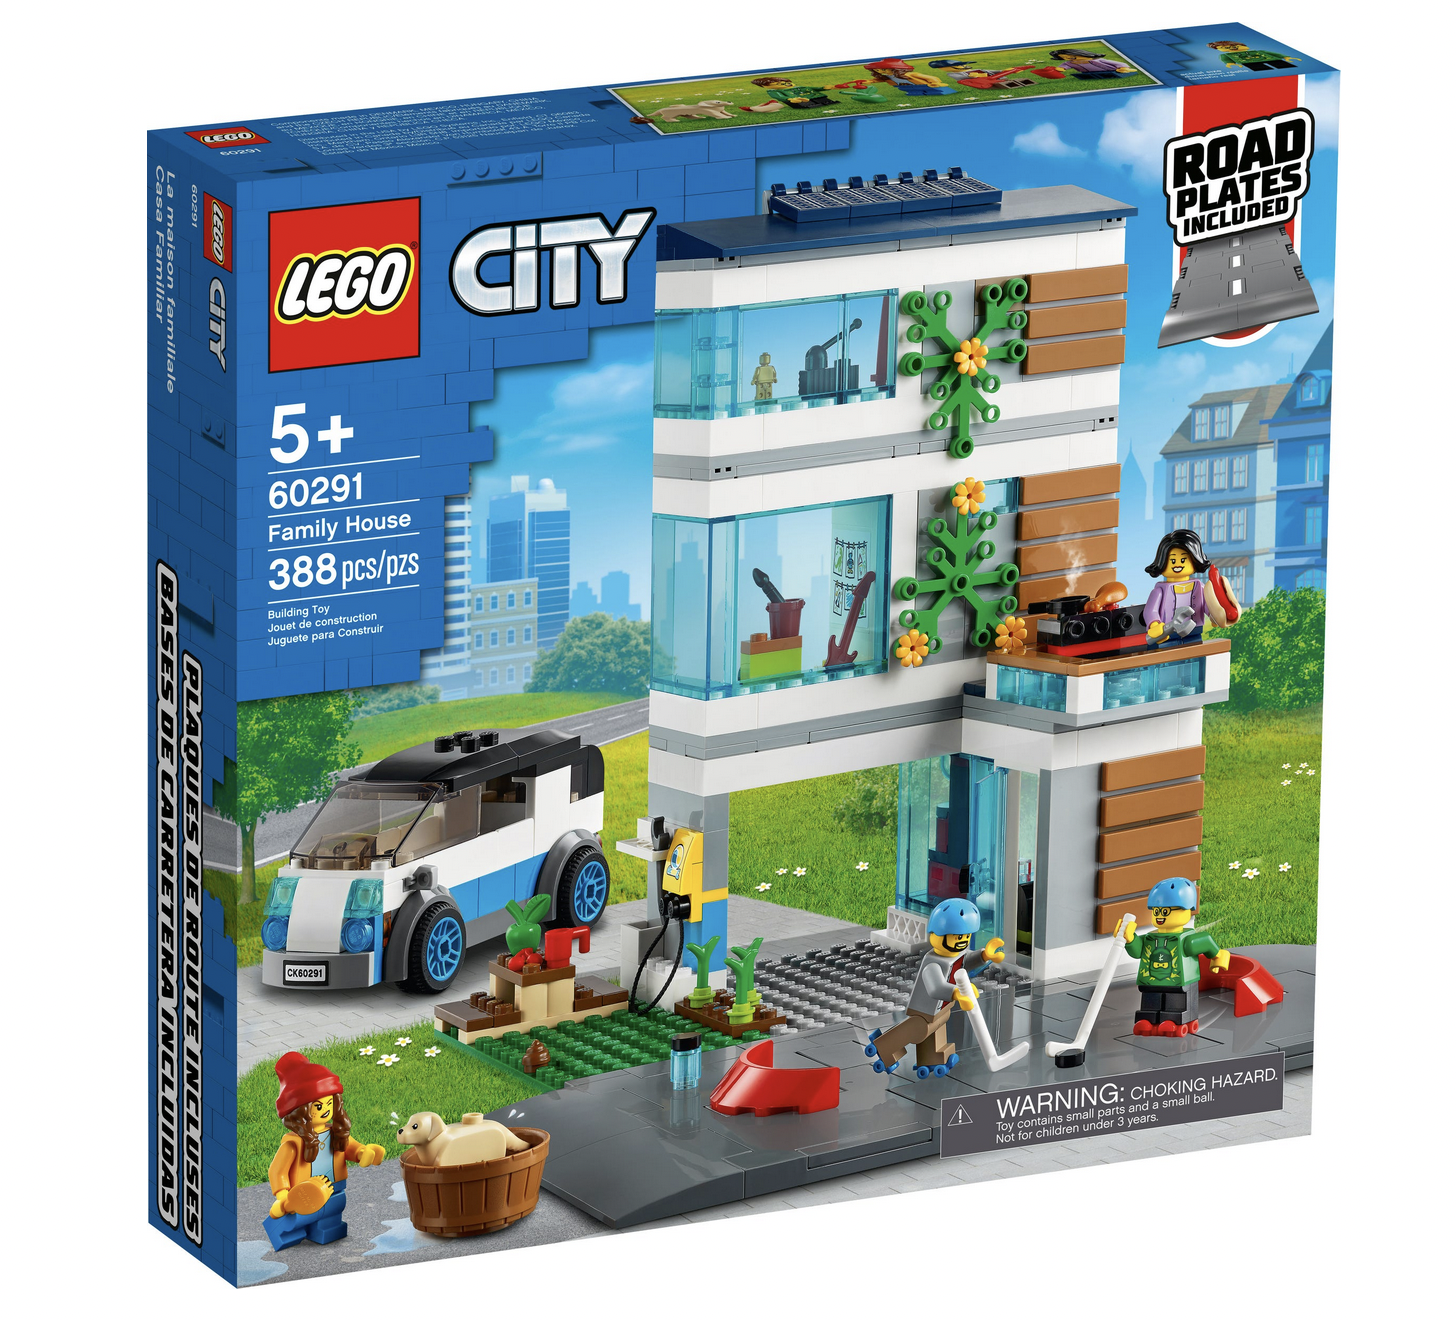 LEGO
60291
LEGO
CITY
ROAD
PLATES
INCLUDED
5+
60291
Family House
388 pcs/pzs
Building Toy
Jouet de construction
Juguete para Construir
CK60291
WARNING: CHOKING HAZARD.
Toy contains small parts and a small ball.
Not for children under 3 years.
60291
LEGO
CITY
La maison familiale
Casa Familiar
PLAQUES DE ROUTE INCLUSES
BASES DE CARRETERA INCLUIDAS